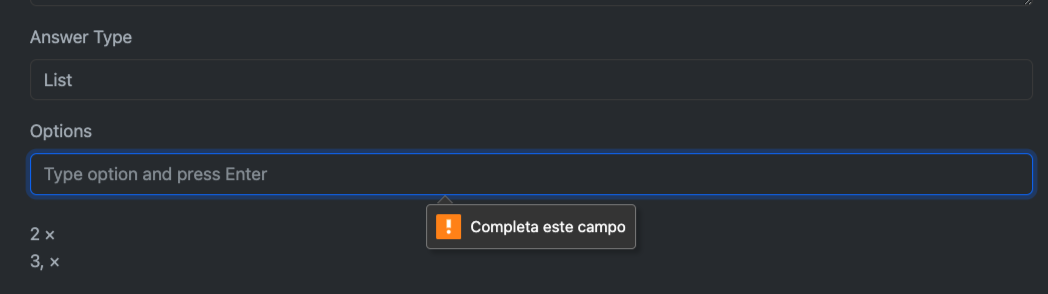 Answer Type
List
Options
Type option and press Enter
! Completa este campo
2 ×
3, ×